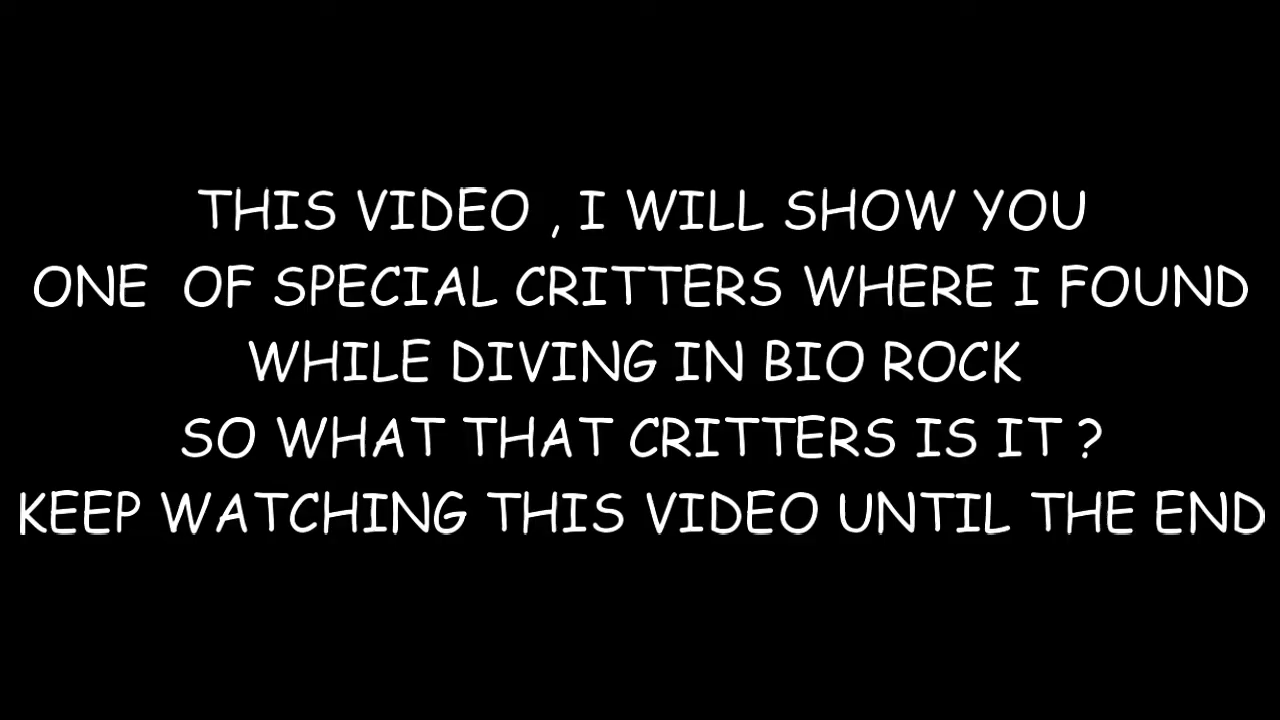 THIS VIDEO , I WILL SHOW YOU
ONE OF SPECIAL CRITTERS WHERE I FOUND
WHILE DIVING IN BIO ROCK
SO WHAT THAT CRITTERS IS IT ?
KEEP WATCHING THIS VIDEO UNTIL THE END